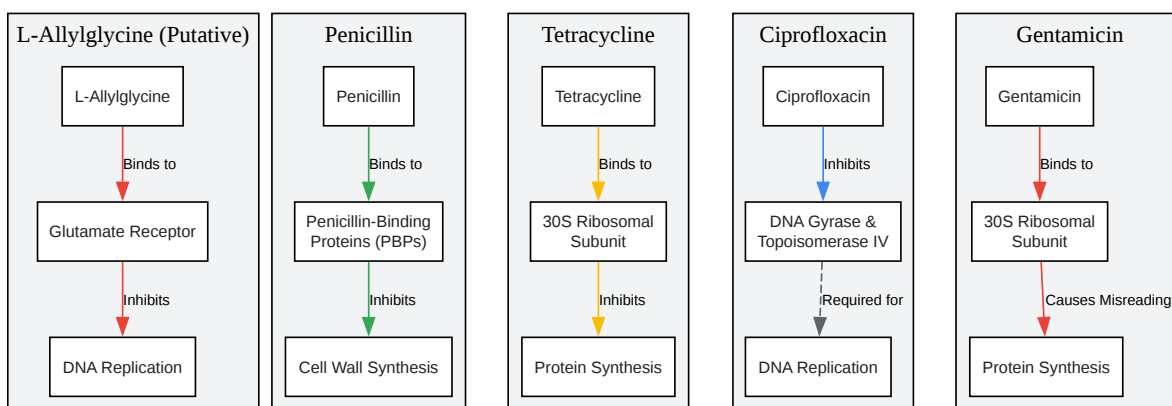 L-Allylglycine (Putative)
L-Allylglycine
Binds to
Glutamate Receptor
Inhibits
DNA Replication
Penicillin
Penicillin
Binds to
Penicillin-Binding
Proteins (PBPs)
Inhibits
Cell Wall Synthesis
Tetracycline
Tetracycline
Binds to
30S Ribosomal
Subunit
Inhibits
Protein Synthesis
Ciprofloxacin
Ciprofloxacin
Inhibits
DNA Gyrase &
Topoisomerase IV
Required for
DNA Replication
Gentamicin
Gentamicin
Binds to
30S Ribosomal
Subunit
Causes Misreading
Protein Synthesis